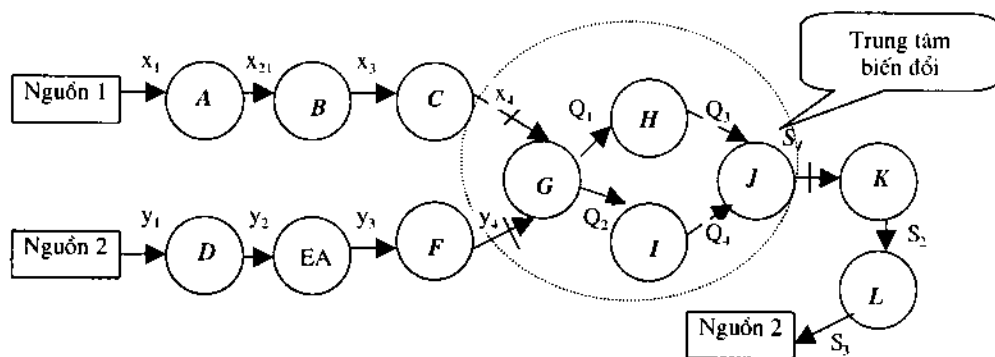 Trung tâm
biến đổi
Nguồn 1
x₁
A
x₂₁
B
x₃
C
x₄
Q₁
H
Q₃
S₁
G
J
K
Q₂
I
Q₄
S₂
L
Nguồn 2
y₁
D
y₂
EA
y₃
F
y₄
Nguồn 2
S₃